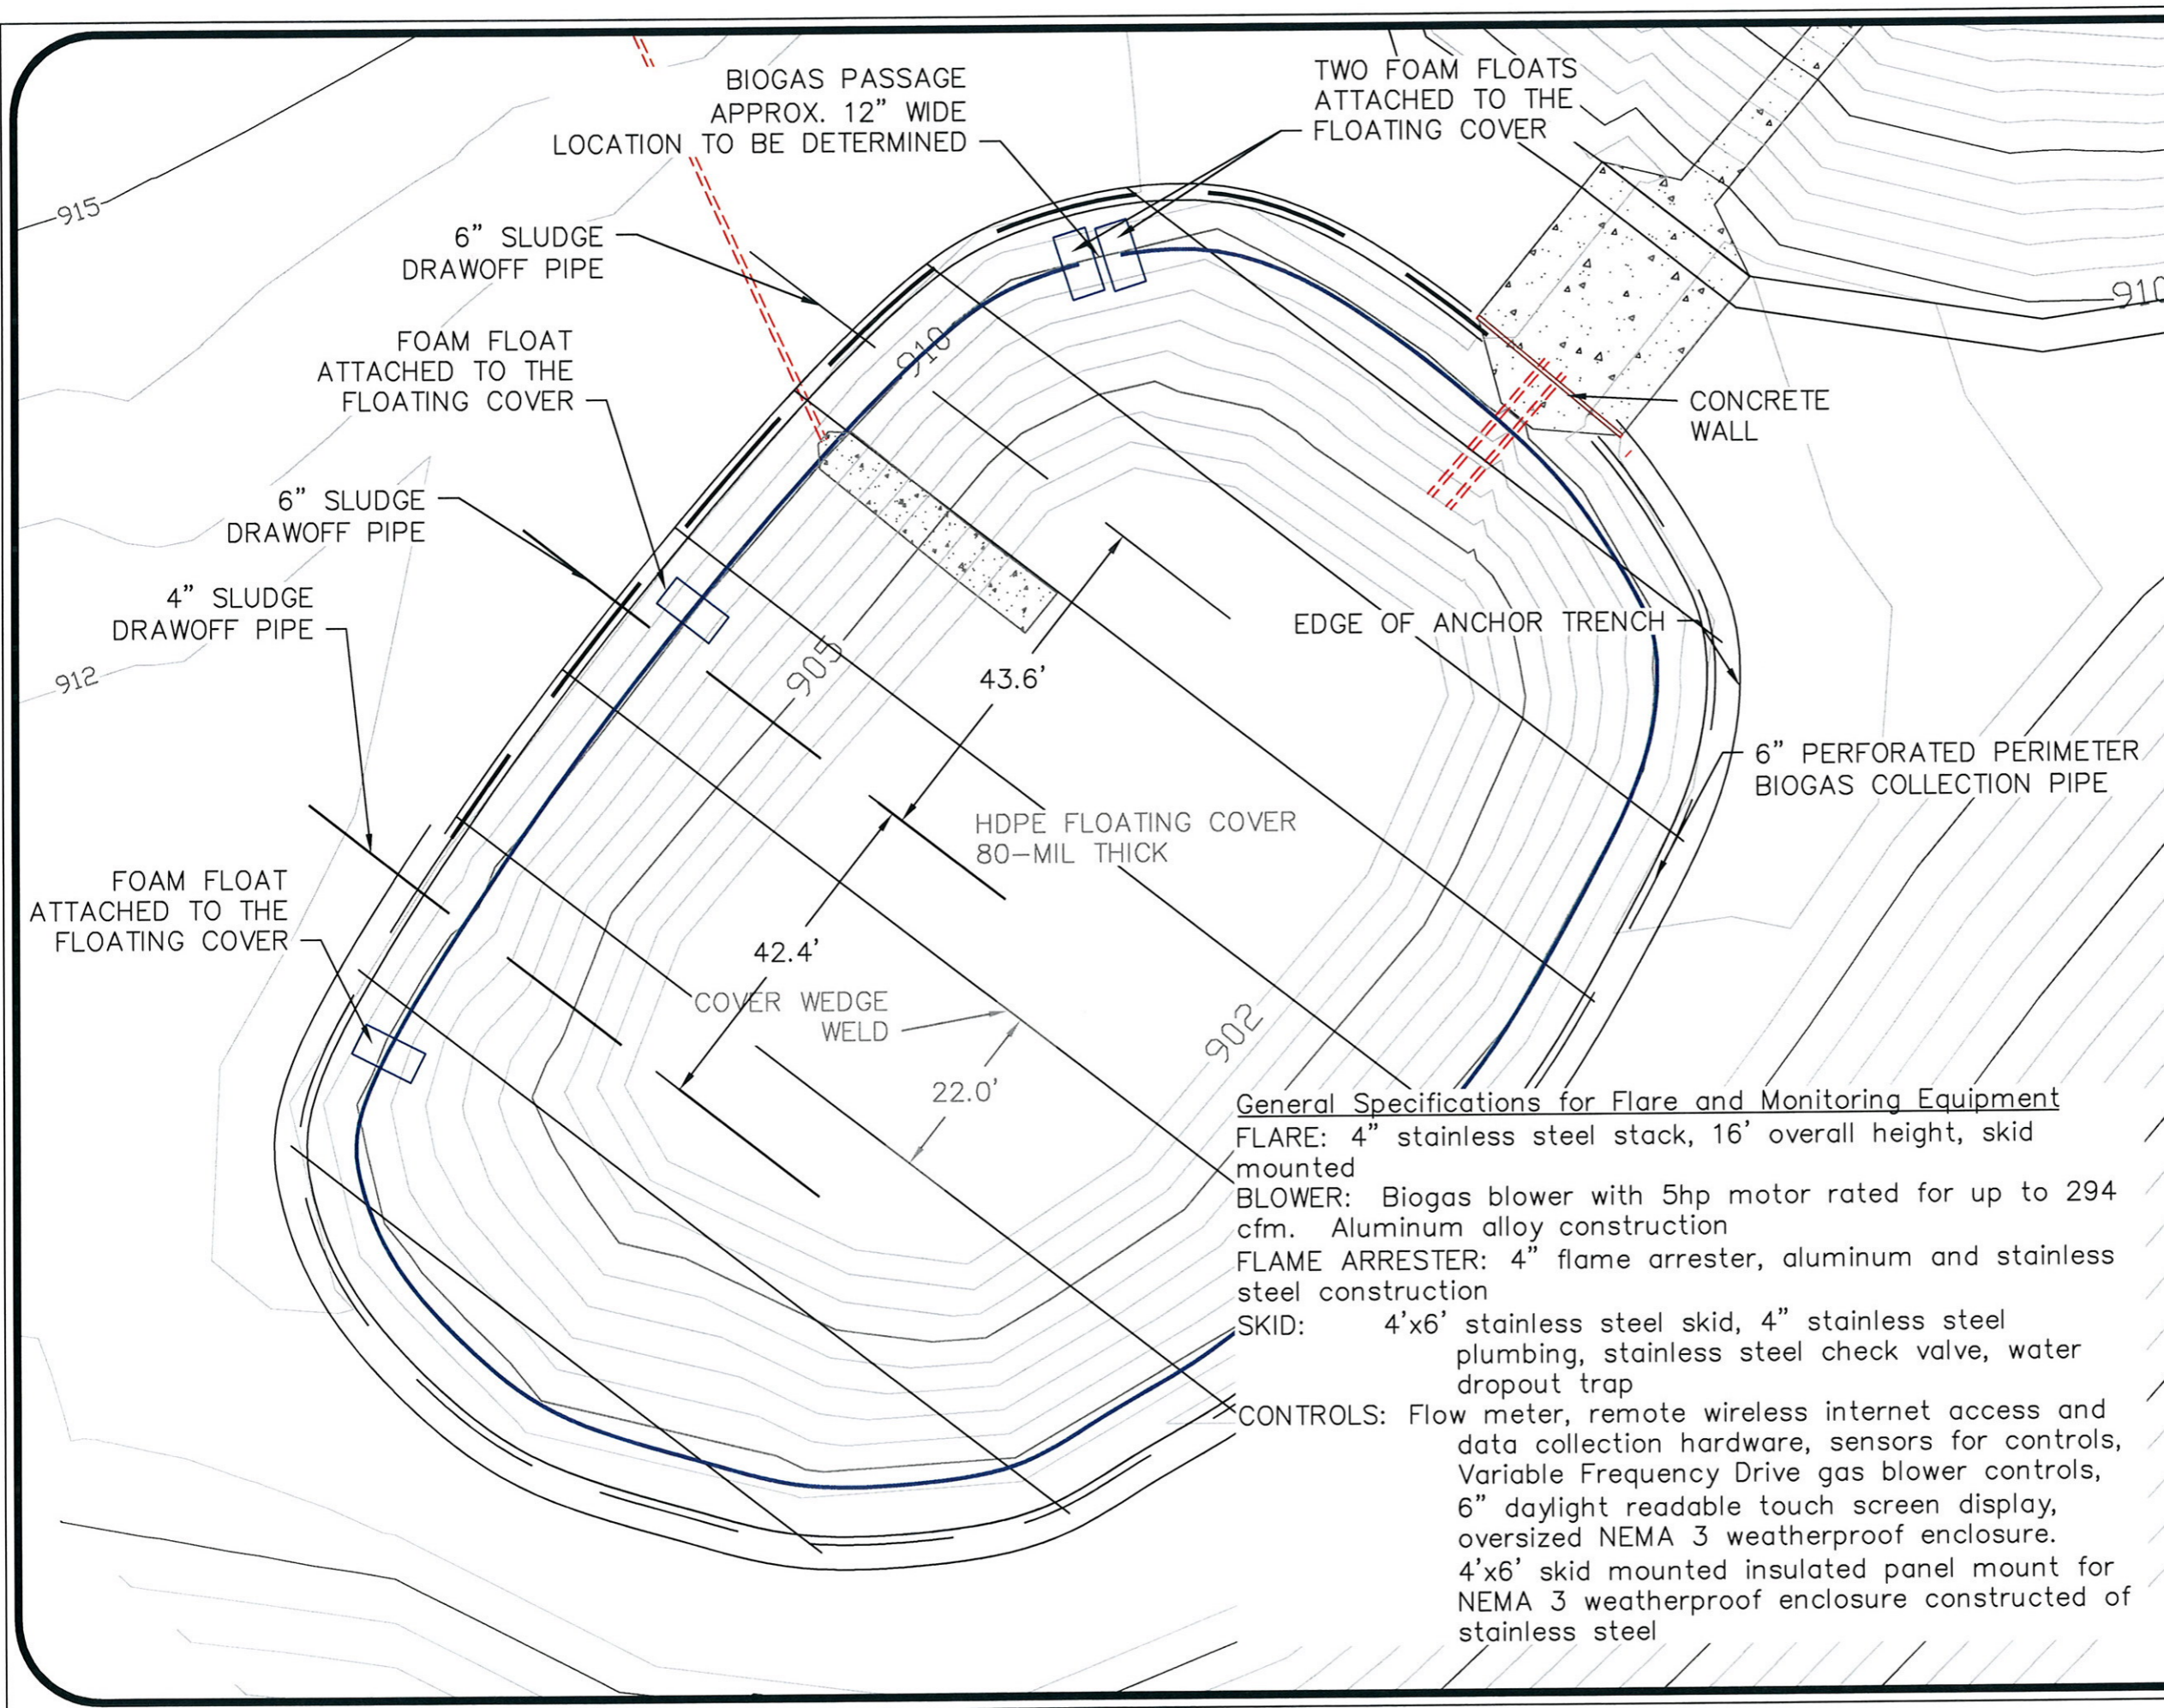 BIOGAS PASSAGE
APPROX. 12" WIDE
LOCATION TO BE DETERMINED
TWO FOAM FLOATS
ATTACHED TO THE
FLOATING COVER
915
6" SLUDGE
DRAWOFF PIPE
910
910
FOAM FLOAT
ATTACHED TO THE
FLOATING COVER
CONCRETE
WALL
6" SLUDGE
DRAWOFF PIPE
4" SLUDGE
DRAWOFF PIPE
912
905
43.6'
EDGE OF ANCHOR TRENCH
6" PERFORATED PERIMETER
BIOGAS COLLECTION PIPE
HDPE FLOATING COVER
80-MIL THICK
FOAM FLOAT
ATTACHED TO THE
FLOATING COVER
42.4'
COVER WEDGE
WELD
902
22.0'
General Specifications for Flare and Monitoring Equipment
FLARE: 4" stainless steel stack, 16' overall height, skid
mounted
BLOWER: Biogas blower with 5hp motor rated for up to 294
cfm. Aluminum alloy construction
FLAME ARRESTER: 4" flame arrester, aluminum and stainless
steel construction
SKID: 4'x6' stainless steel skid, 4" stainless steel
plumbing, stainless steel check valve, water
dropout trap
CONTROLS: Flow meter, remote wireless internet access and
data collection hardware, sensors for controls,
Variable Frequency Drive gas blower controls,
6" daylight readable touch screen display,
oversized NEMA 3 weatherproof enclosure.
4'x6' skid mounted insulated panel mount for
NEMA 3 weatherproof enclosure constructed of
stainless steel